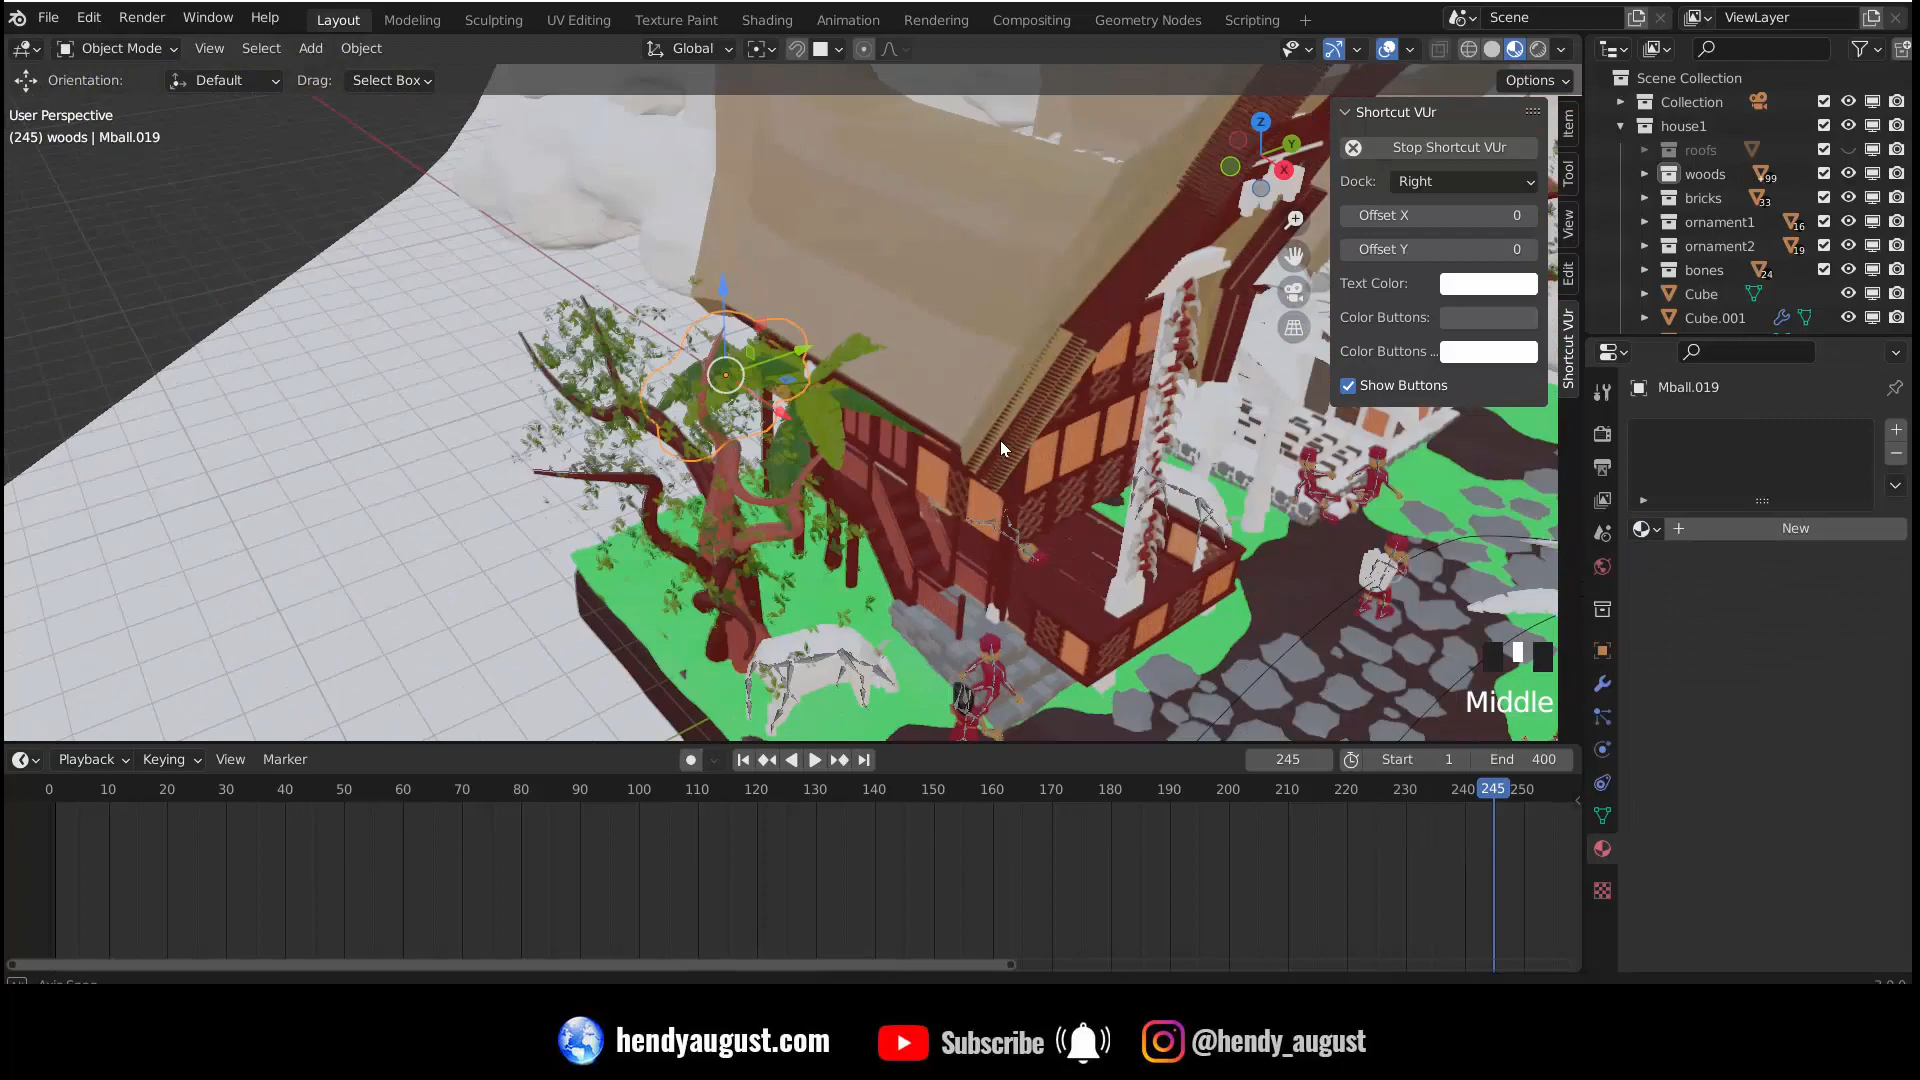 File Edit Render Window Help Layout Modeling Sculpting UV Editing Texture Paint Shading Animation Rendering Compositing Geometry Nodes Scripting + Scene ViewLayer
Object Mode View Select Add Object Global
Orientation: Default Drag: Select Box Options
User Perspective
(245) woods | Mball.019
Shortcut VUr
Stop Shortcut VUr
Dock: Right
Offset X 0
Offset Y 0
Text Color:
Color Buttons:
Color Buttons ...
Show Buttons
Item
Tool
View
Edit
Shortcut VUr
Z
Y
X
Middle
Scene Collection
Collection
house1
roofs
woods 99
bricks 33
ornament1 16
ornament2 19
bones 24
Cube
Cube.001
Mball.019
+ New
Playback Keying View Marker 245 Start 1 End 400
0 10 20 30 40 50 60 70 80 90 100 110 120 130 140 150 160 170 180 190 200 210 220 230 240 245 250
hendyaugust.com Subscribe @hendy_august